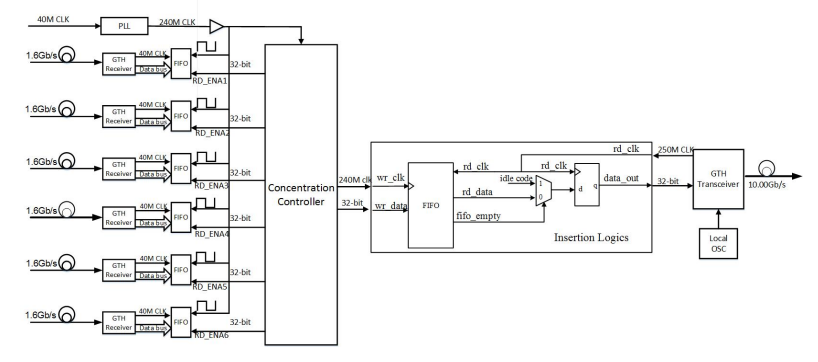 40M CLK
PLL
240M CLK
1.6Gb/s
GTH Receiver
40M CLK
Data bus
FIFO
32-bit
RD_ENA1
1.6Gb/s
GTH Receiver
40M CLK
Data bus
FIFO
32-bit
RD_ENA2
1.6Gb/s
GTH Receiver
40M CLK
Data bus
FIFO
32-bit
RD_ENA3
1.6Gb/s
GTH Receiver
40M CLK
Data bus
FIFO
32-bit
RD_ENA4
1.6Gb/s
GTH Receiver
40M CLK
Data bus
FIFO
32-bit
RD_ENA5
1.6Gb/s
GTH Receiver
40M CLK
Data bus
FIFO
32-bit
RD_ENA6
Concentration
Controller
240M clk
32-bit
wr_clk
wr_data
FIFO
rd_clk
rd_data
fifo_empty
idle code
1
0
rd_clk
rd_clk
d
q
data_out
Insertion Logics
250M CLK
32-bit
GTH
Transceiver
10.00Gb/s
Local
OSC